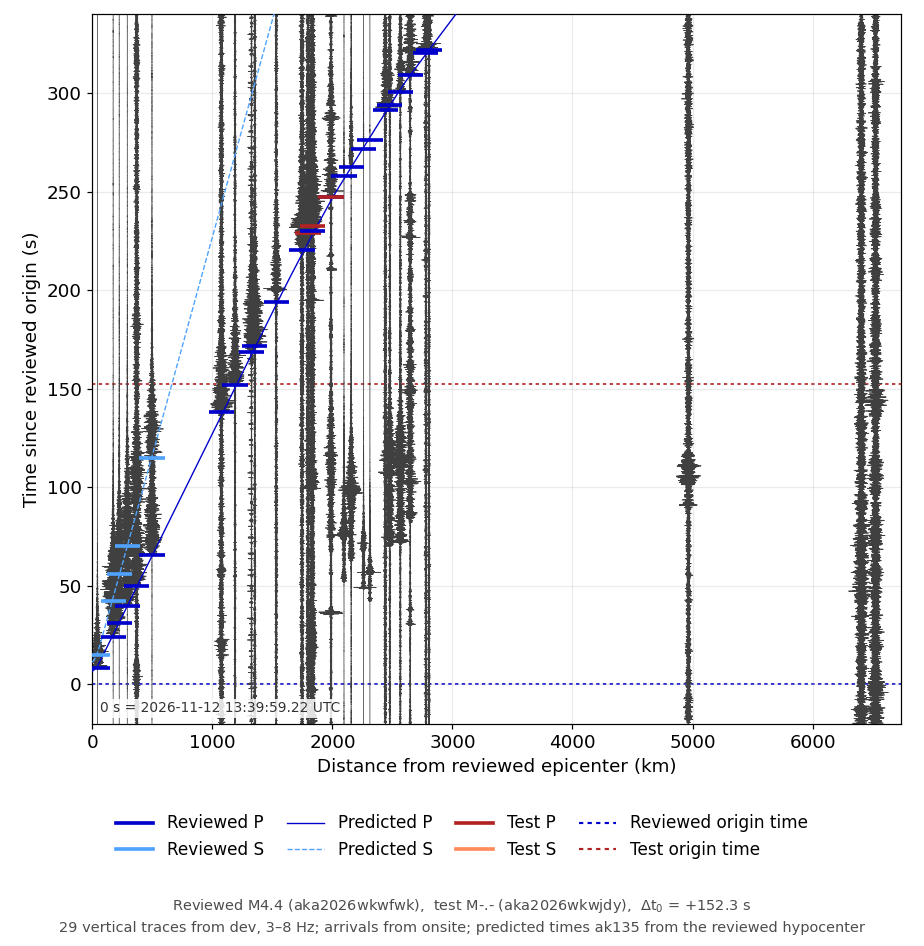 Time since reviewed origin (s)
300
250
200
150
100
50
0
0 s = 2026-11-12 13:39:59.22 UTC
0 1000 2000 3000 4000 5000 6000
Distance from reviewed epicenter (km)
Reviewed P Predicted P Test P Reviewed origin time
Reviewed S Predicted S Test S Test origin time
Reviewed M4.4 (aka2026wkwfwk), test M-.- (aka2026wkwjdy), Δt₀ = +152.3 s
29 vertical traces from dev, 3–8 Hz; arrivals from onsite; predicted times ak135 from the reviewed hypocenter